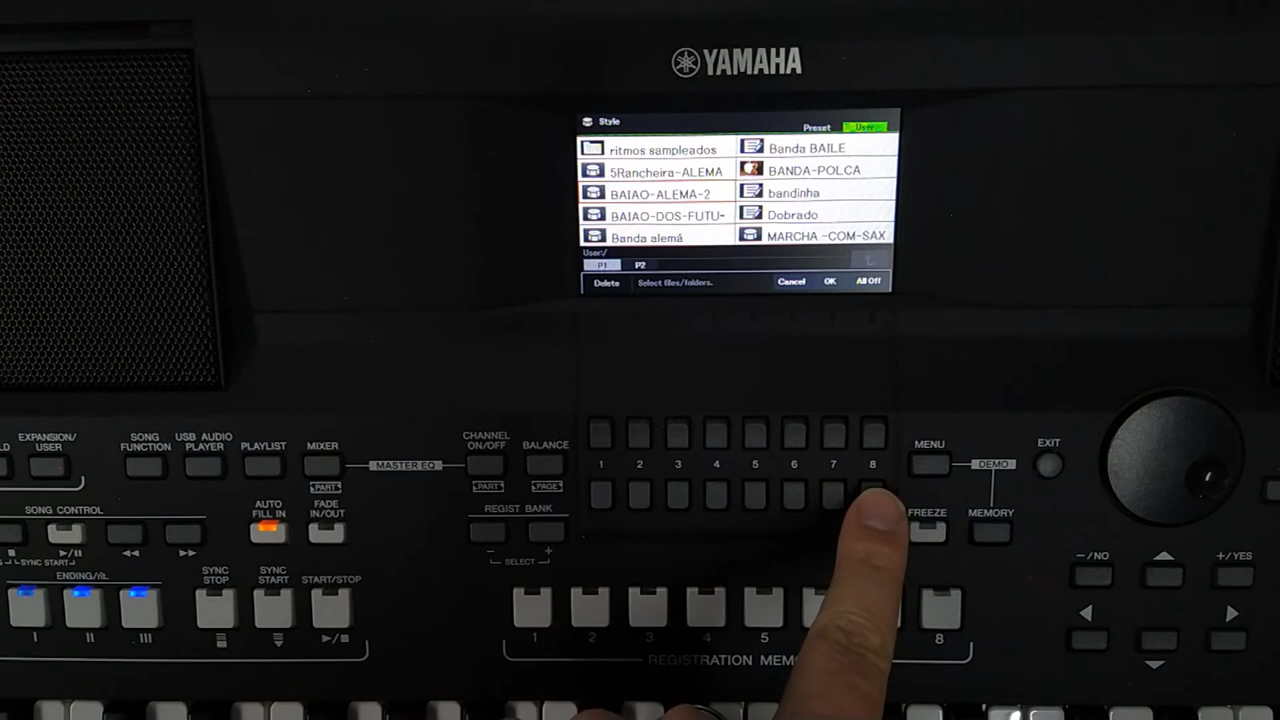 YAMAHA
Style
Preset User
ritmos sampleados
Banda BAILE
5Rancheira-ALEMA
BANDA-POLCA
BAIAO-ALEMA-2
bandinha
BAIAO-DOS-FUTU-
Dobrado
Banda alemã
MARCHA -COM-SAX
User:/
P1 P2
Delete Select files/folders. Cancel OK All Off
EXPANSION/
USER
SONG
FUNCTION
USB AUDIO
PLAYER
PLAYLIST
MIXER
PART
MASTER EQ
CHANNEL
ON/OFF
PART
BALANCE
PAGE
1 2 3 4 5 6 7 8
MENU
DEMO
EXIT
SONG CONTROL
SYNC START
AUTO
FILL IN
FADE
IN/OUT
REGIST BANK
- +
SELECT
FREEZE
MEMORY
ENDING/rit.
I II III
SYNC
STOP
SYNC
START
START/STOP
1 2 3 4 5 8
REGISTRATION MEMO
-/NO
+/YES